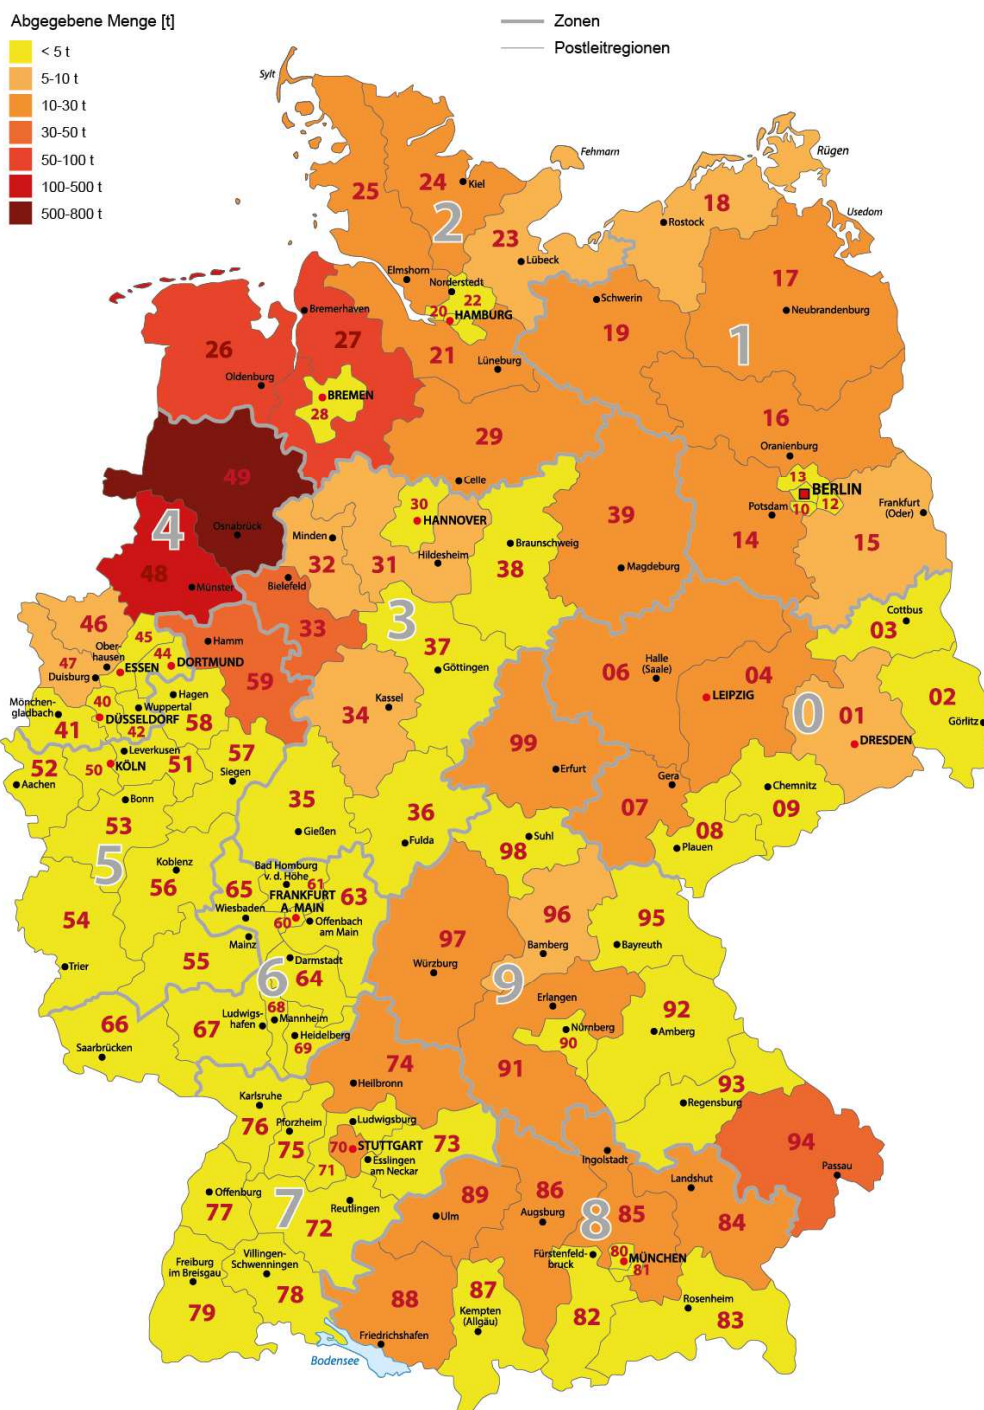 Abgegebene Menge [t]
< 5 t
5-10 t
10-30 t
30-50 t
50-100 t
100-500 t
500-800 t
Zonen
Postleitregionen
Sylt
Fehmarn
Rügen
Usedom
25
24
Kiel
2
23
Lübeck
18
Rostock
17
Neubrandenburg
Elmshorn
Norderstedt
22
20
HAMBURG
Schwerin
19
1
Bremerhaven
26
27
21
Lüneburg
Oldenburg
BREMEN
28
29
16
Oranienburg
Celle
13
BERLIN
10
12
Potsdam
14
Frankfurt
(Oder)
15
49
Osnabrück
4
48
Münster
30
HANNOVER
Minden
32
31
Hildesheim
Braunschweig
38
39
Magdeburg
Bielefeld
33
3
37
Göttingen
46
45
Ober-
hausen
47
Duisburg
ESSEN
44
DORTMUND
Hamm
59
Cottbus
03
06
Halle
(Saale)
04
LEIPZIG
0
01
DRESDEN
02
Görlitz
Mönchen-
gladbach
41
40
DÜSSELDORF
42
Wuppertal
Hagen
58
34
Kassel
99
Erfurt
Gera
07
Chemnitz
09
08
Plauen
52
Aachen
50
KÖLN
Leverkusen
51
57
Siegen
Bonn
53
5
35
Gießen
36
Fulda
98
Suhl
Koblenz
56
54
Trier
55
65
Wiesbaden
Mainz
Bad Homburg
v. d. Höhe
61
FRANKFURT
A. MAIN
60
Offenbach
am Main
63
6
Darmstadt
64
97
Würzburg
96
Bamberg
95
Bayreuth
9
66
Saarbrücken
67
Ludwigs-
hafen
68
Mannheim
Heidelberg
69
Erlangen
Nürnberg
90
91
92
Amberg
93
Regensburg
74
Heilbronn
Karlsruhe
76
Pforzheim
75
Ludwigsburg
70
STUTTGART
71
Esslingen
am Neckar
73
94
Passau
Ingolstadt
Landshut
84
Offenburg
77
7
72
Reutlingen
89
Ulm
86
Augsburg
8
85
Fürstenfeld-
bruck
80
MÜNCHEN
81
Freiburg
im Breisgau
79
Villingen-
Schwenningen
78
88
Friedrichshafen
Bodensee
87
Kempten
(Allgäu)
82
Rosenheim
83